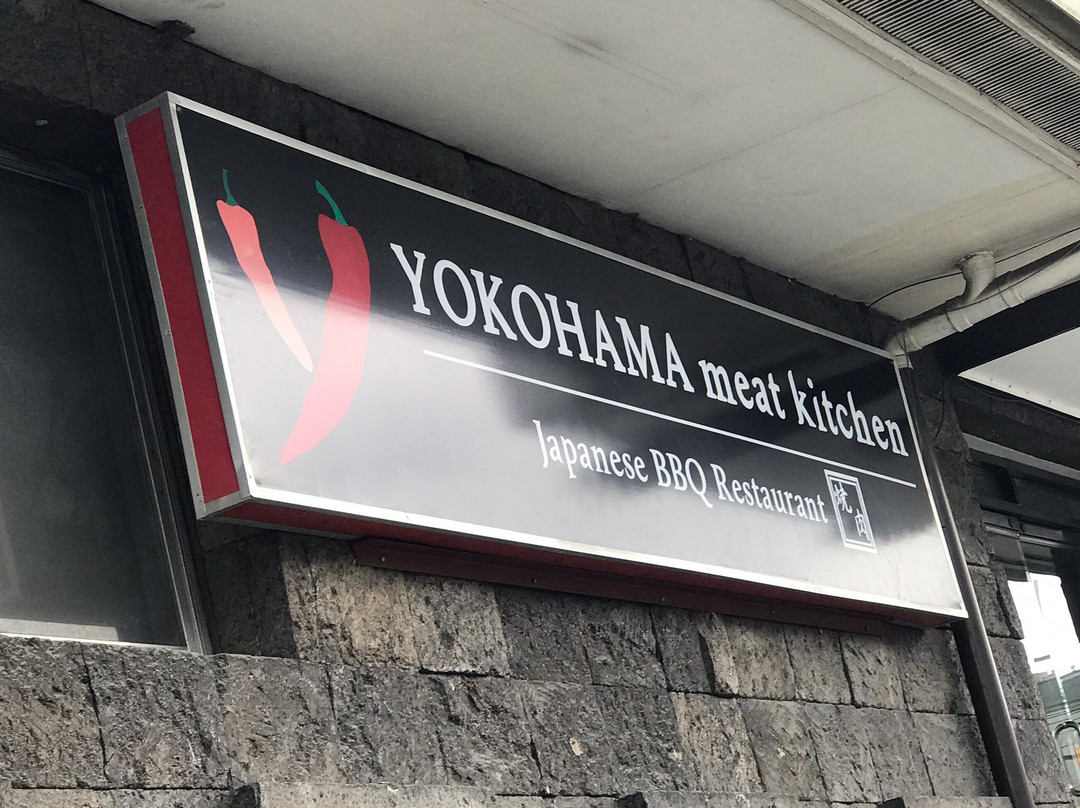 YOKOHAMA meat kitchen
Japanese BBQ Restaurant
焼肉